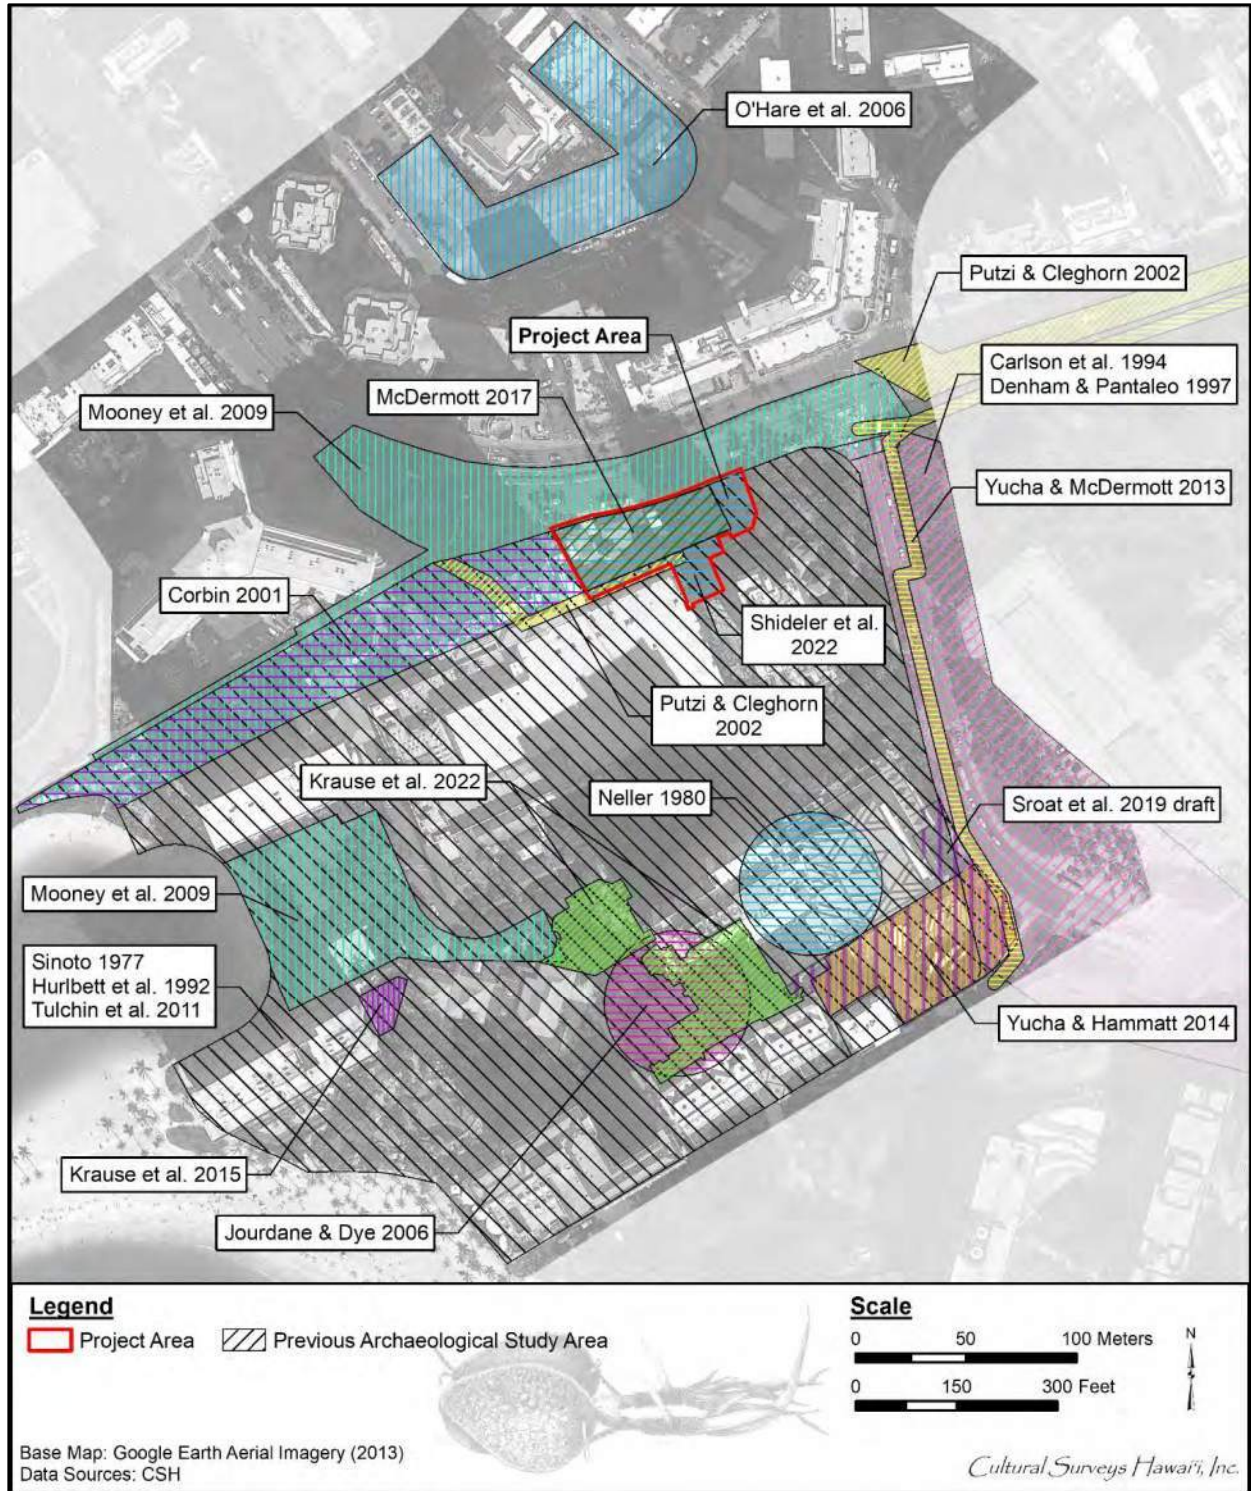 O'Hare et al. 2006
Putzi & Cleghorn 2002
Project Area
Carlson et al. 1994
Denham & Pantaleo 1997
McDermott 2017
Mooney et al. 2009
Yucha & McDermott 2013
Corbin 2001
Shideler et al.
2022
Putzi & Cleghorn
2002
Krause et al. 2022
Neller 1980
Sroat et al. 2019 draft
Mooney et al. 2009
Sinoto 1977
Hurlbett et al. 1992
Tulchin et al. 2011
Yucha & Hammatt 2014
Krause et al. 2015
Jourdane & Dye 2006
Legend
Project Area
Previous Archaeological Study Area
Scale
0 50 100 Meters
0 150 300 Feet
N
Base Map: Google Earth Aerial Imagery (2013)
Data Sources: CSH
Cultural Surveys Hawai'i, Inc.